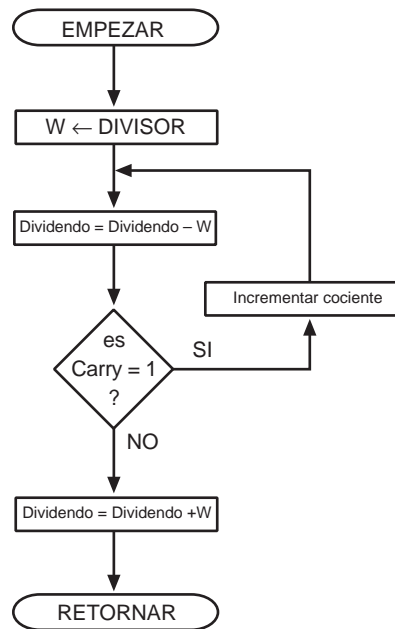 EMPEZAR
W ← DIVISOR
Dividendo = Dividendo – W
Incrementar cociente
es
Carry = 1
?
SI
NO
Dividendo = Dividendo +W
RETORNAR